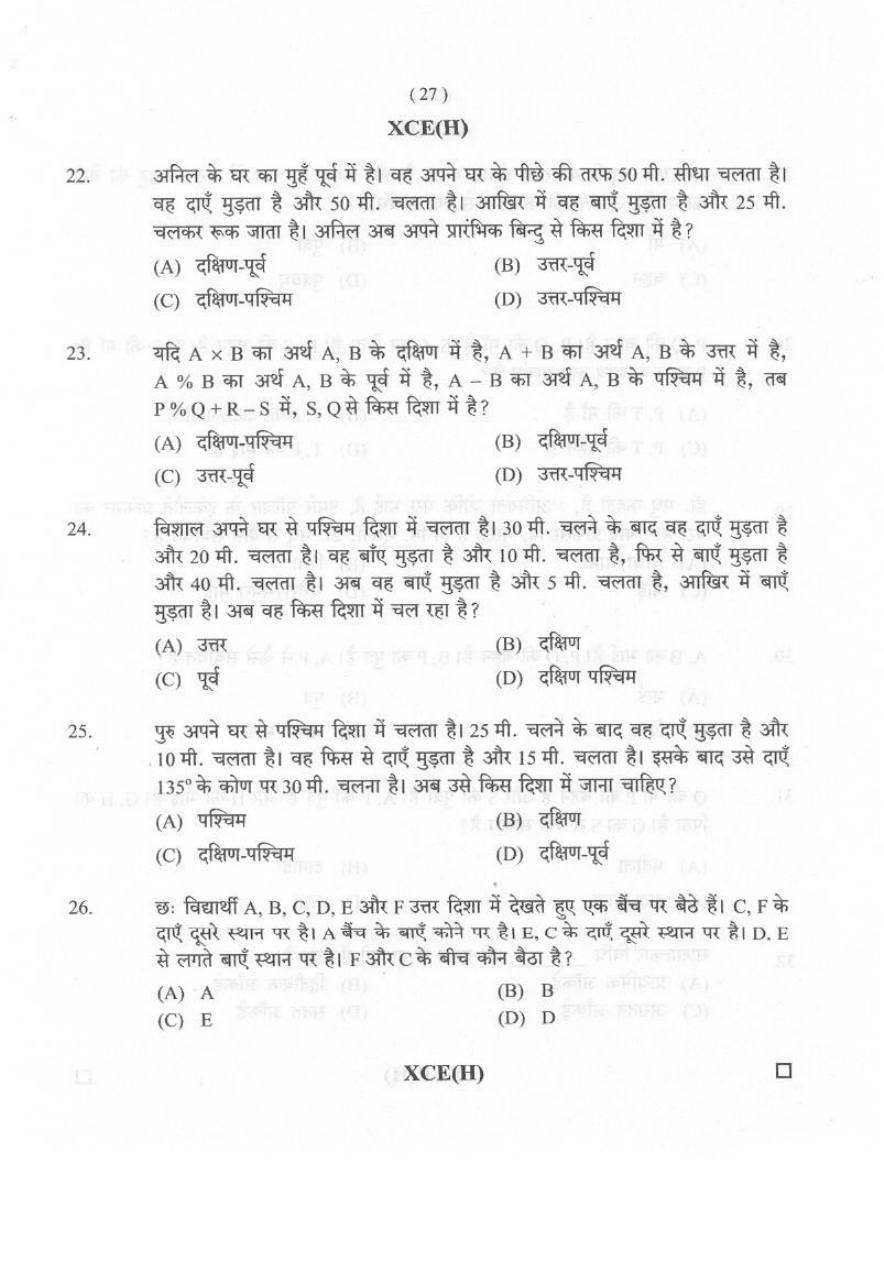 ( 27 )
XCE(H)
22. अनिल के घर का मुहँ पूर्व में है। वह अपने घर के पीछे की तरफ 50 मी. सीधा चलता है।
वह दाएँ मुड़ता है और 50 मी. चलता है। आखिर में वह बाएँ मुड़ता है और 25 मी.
चलकर रूक जाता है। अनिल अब अपने प्रारंभिक बिन्दु से किस दिशा में है?
(A) दक्षिण-पूर्व (B) उत्तर-पूर्व
(C) दक्षिण-पश्चिम (D) उत्तर-पश्चिम
23. यदि A × B का अर्थ A, B के दक्षिण में है, A + B का अर्थ A, B के उत्तर में है,
A % B का अर्थ A, B के पूर्व में है, A – B का अर्थ A, B के पश्चिम में है, तब
P % Q + R – S में, S, Q से किस दिशा में है?
(A) दक्षिण-पश्चिम (B) दक्षिण-पूर्व
(C) उत्तर-पूर्व (D) उत्तर-पश्चिम
24. विशाल अपने घर से पश्चिम दिशा में चलता है। 30 मी. चलने के बाद वह दाएँ मुड़ता है
और 20 मी. चलता है। वह बाँए मुड़ता है और 10 मी. चलता है, फिर से बाएँ मुड़ता है
और 40 मी. चलता है। अब वह बाएँ मुड़ता है और 5 मी. चलता है, आखिर में बाएँ
मुड़ता है। अब वह किस दिशा में चल रहा है?
(A) उत्तर (B) दक्षिण
(C) पूर्व (D) दक्षिण पश्चिम
25. पुरु अपने घर से पश्चिम दिशा में चलता है। 25 मी. चलने के बाद वह दाएँ मुड़ता है और
10 मी. चलता है। वह फिस से दाएँ मुड़ता है और 15 मी. चलता है। इसके बाद उसे दाएँ
135° के कोण पर 30 मी. चलना है। अब उसे किस दिशा में जाना चाहिए?
(A) पश्चिम (B) दक्षिण
(C) दक्षिण-पश्चिम (D) दक्षिण-पूर्व
26. छः विद्यार्थी A, B, C, D, E और F उत्तर दिशा में देखते हुए एक बैंच पर बैठे हैं। C, F के
दाएँ दूसरे स्थान पर है। A बैंच के बाएँ कोने पर है। E, C के दाएँ दूसरे स्थान पर है। D, E
से लगते बाएँ स्थान पर है। F और C के बीच कौन बैठा है?
(A) A (B) B
(C) E (D) D
XCE(H)